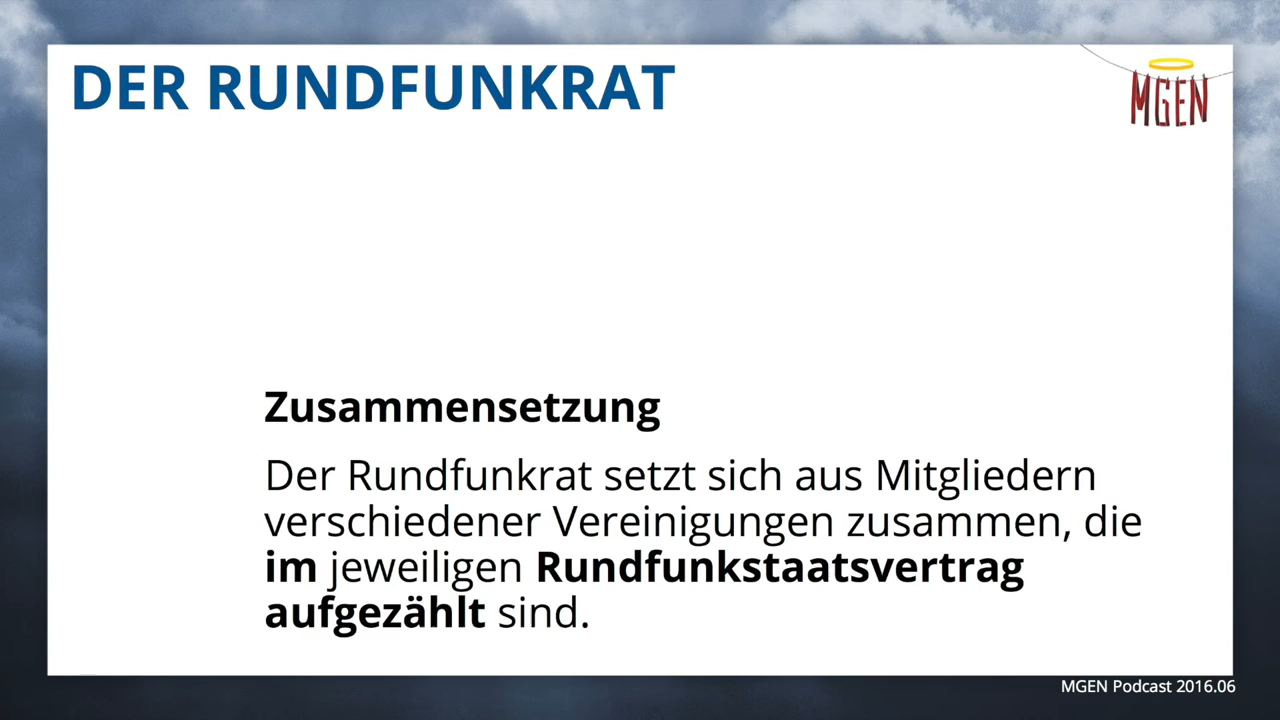 DER RUNDFUNKRAT
MGEN
Zusammensetzung
Der Rundfunkrat setzt sich aus Mitgliedern
verschiedener Vereinigungen zusammen, die
im jeweiligen Rundfunkstaatsvertrag
aufgezählt sind.
MGEN Podcast 2016.06